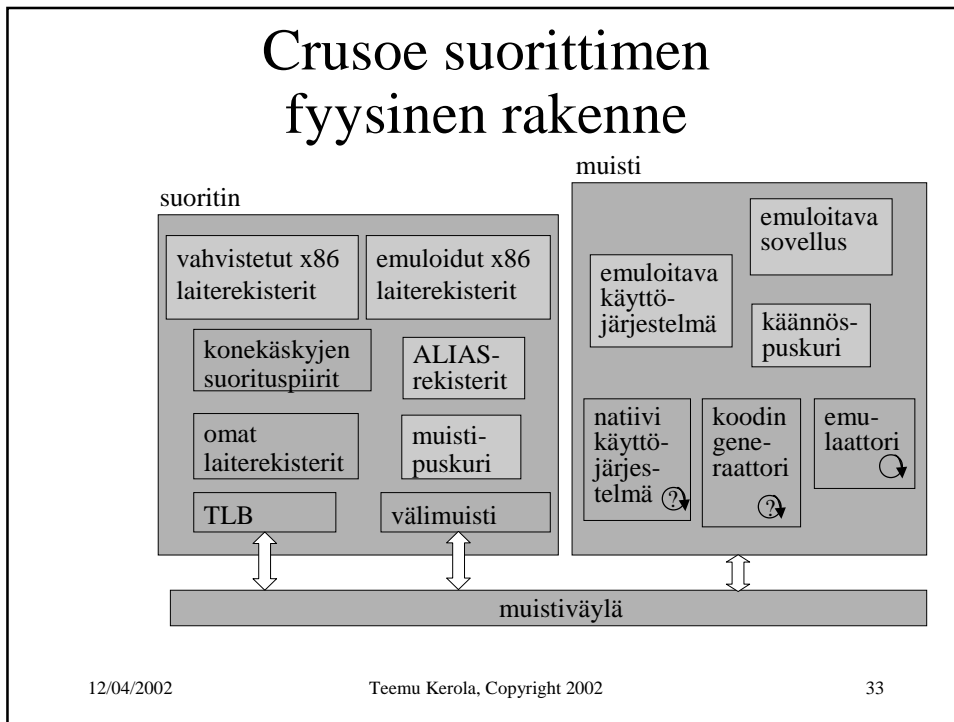 Crusoe suorittimen
fyysinen rakenne
suoritin
vahvistetut x86
laiterekisterit
emuloidut x86
laiterekisterit
konekäskyjen
suorituspiirit
ALIAS-
rekisterit
omat
laiterekisterit
muisti-
puskuri
TLB
välimuisti
muisti
emuloitava
sovellus
emuloitava
käyttö-
järjestelmä
käännös-
puskuri
natiivi
käyttö-
järjes-
telmä ?
koodin
gene-
raattori
?
emu-
laattori
muistiväylä
12/04/2002 Teemu Kerola, Copyright 2002 33